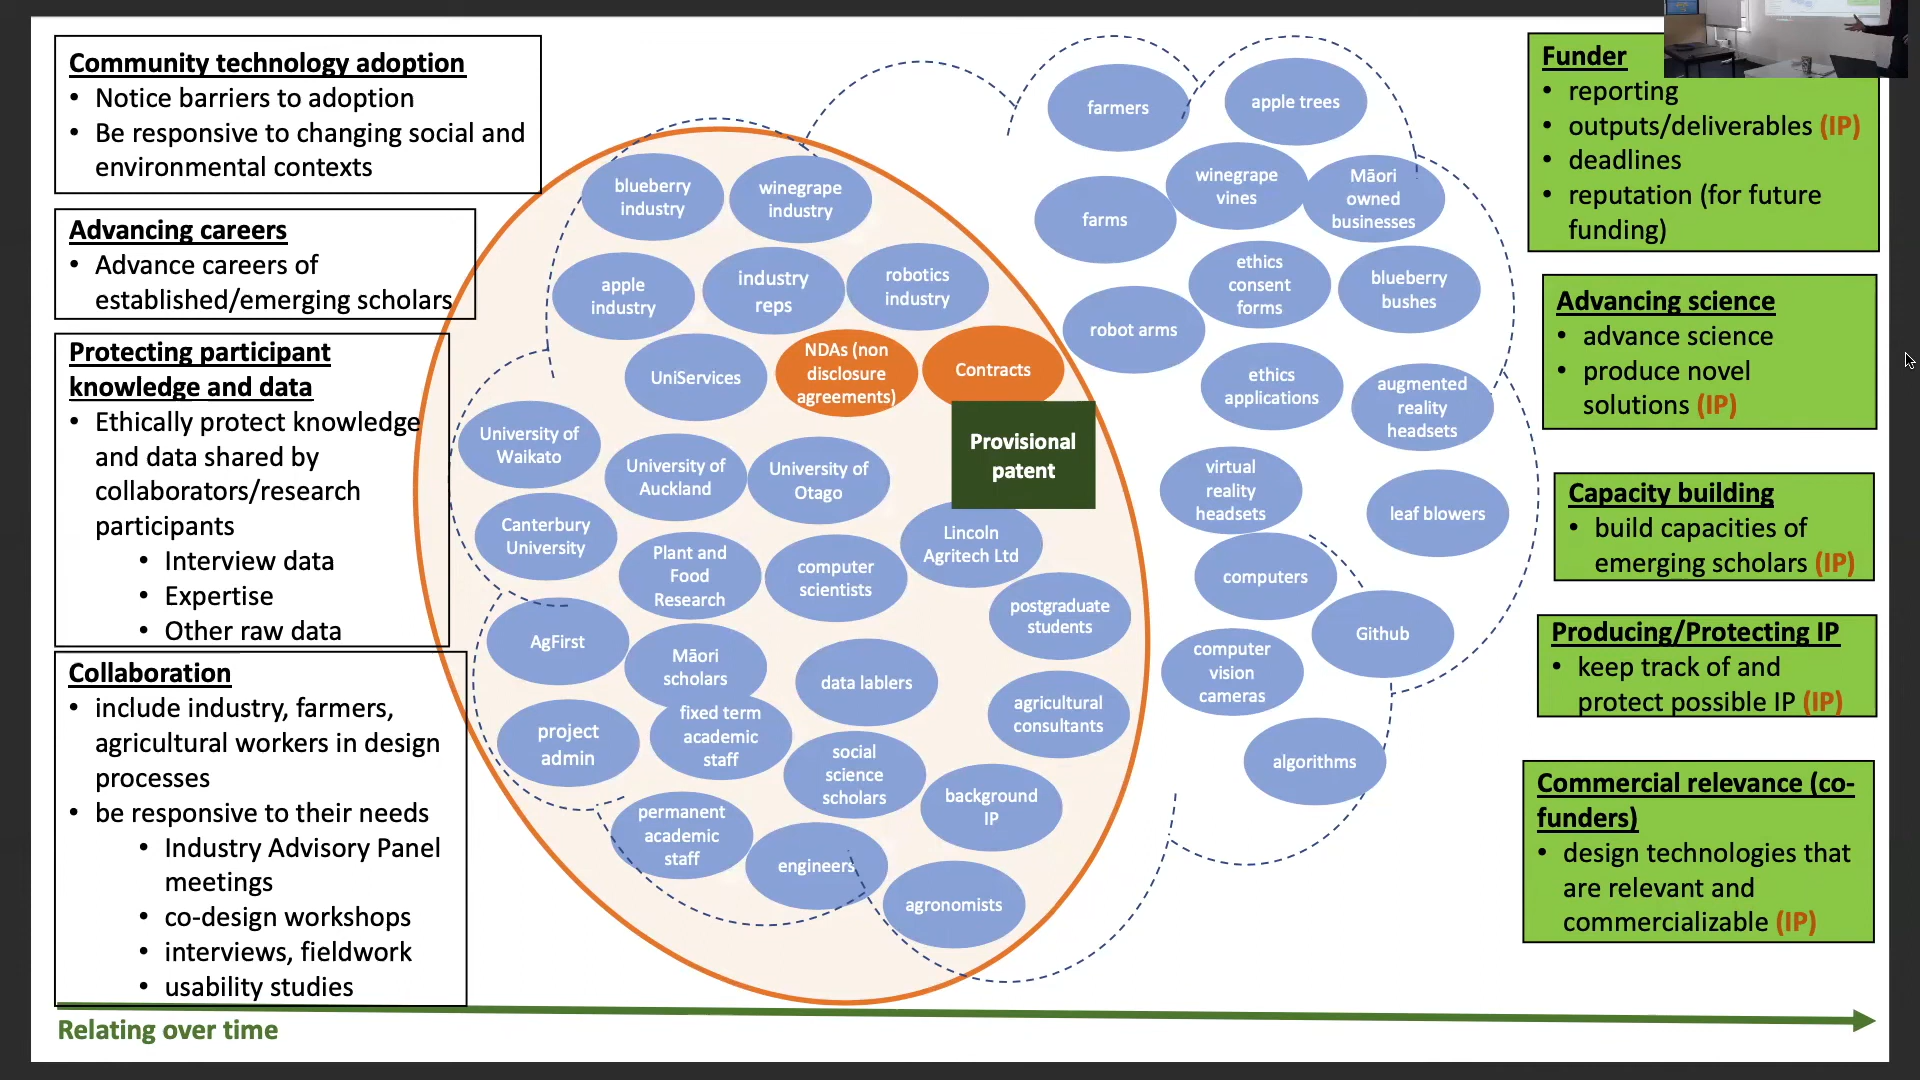 Community technology adoption
• Notice barriers to adoption
• Be responsive to changing social and
environmental contexts
Advancing careers
• Advance careers of
established/emerging scholars
Protecting participant
knowledge and data
• Ethically protect knowledge
and data shared by
collaborators/research
participants
• Interview data
• Expertise
• Other raw data
Collaboration
• include industry, farmers,
agricultural workers in design
processes
• be responsive to their needs
• Industry Advisory Panel
meetings
• co-design workshops
• interviews, fieldwork
• usability studies
Relating over time
blueberry
industry
winegrape
industry
apple
industry
industry
reps
robotics
industry
UniServices
NDAs (non
disclosure
agreements)
Contracts
Provisional
patent
University of
Waikato
University of
Auckland
University of
Otago
Canterbury
University
Plant and
Food
Research
computer
scientists
Lincoln
Agritech Ltd
postgraduate
students
AgFirst
Māori
scholars
data lablers
agricultural
consultants
project
admin
fixed term
academic
staff
social
science
scholars
background
IP
permanent
academic
staff
engineers
agronomists
farmers
apple trees
winegrape
vines
Māori
owned
businesses
farms
ethics
consent
forms
blueberry
bushes
robot arms
ethics
applications
augmented
reality
headsets
virtual
reality
headsets
leaf blowers
computers
Github
computer
vision
cameras
algorithms
Funder
• reporting
• outputs/deliverables (IP)
• deadlines
• reputation (for future
funding)
Advancing science
• advance science
• produce novel
solutions (IP)
Capacity building
• build capacities of
emerging scholars (IP)
Producing/Protecting IP
• keep track of and
protect possible IP (IP)
Commercial relevance (co-
funders)
• design technologies that
are relevant and
commercializable (IP)